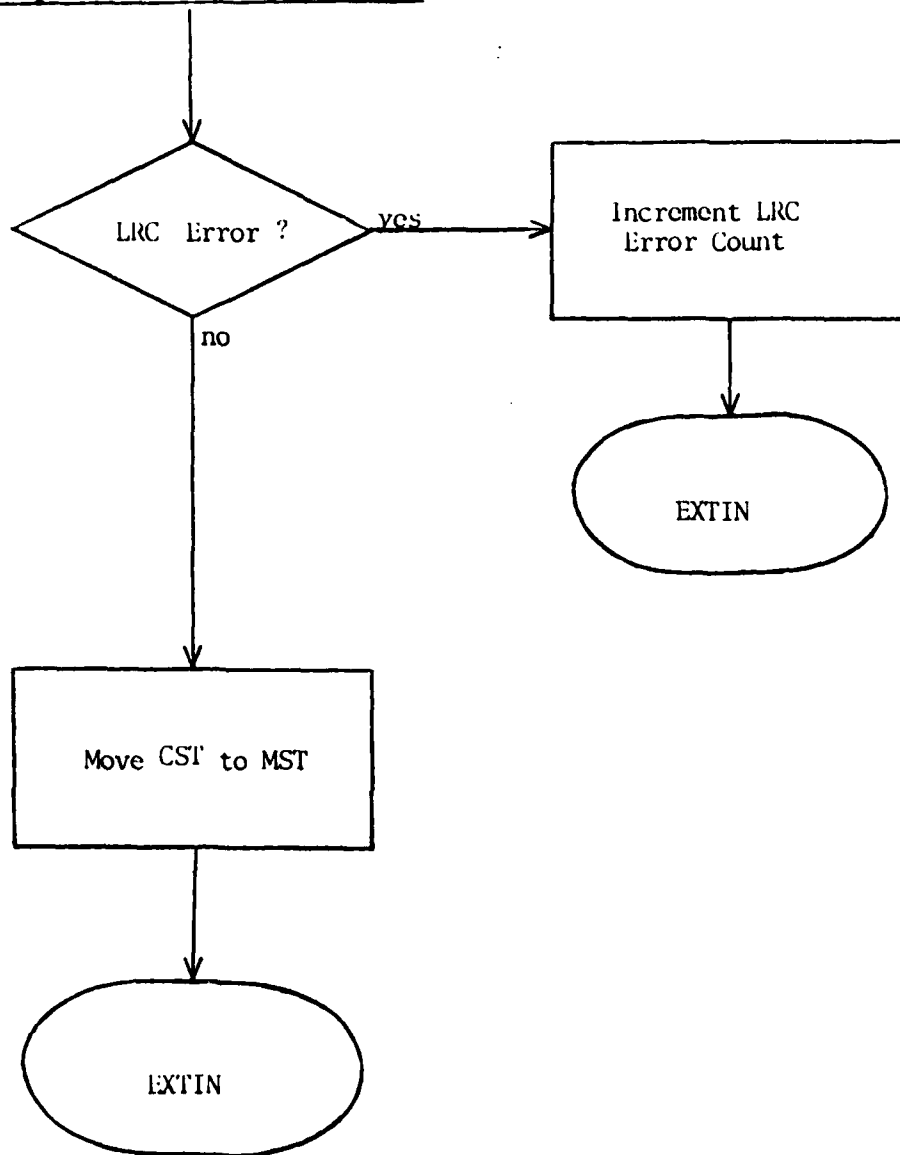 LRC Error ?
yes
Increment LRC
Error Count
no
EXTIN
Move CST to MST
EXTIN